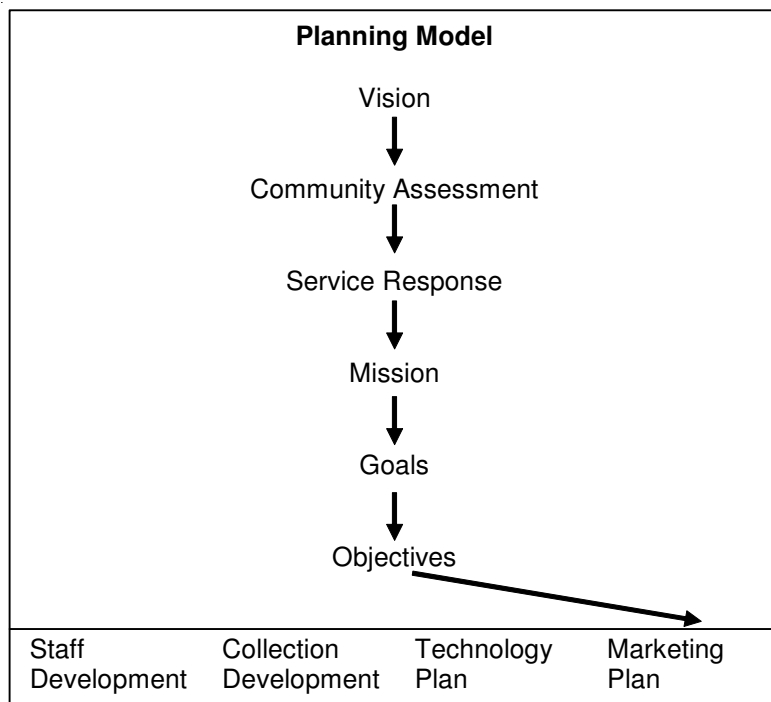 Planning Model
Vision
Community Assessment
Service Response
Mission
Goals
Objectives
Staff Collection Technology Marketing
Development Development Plan Plan